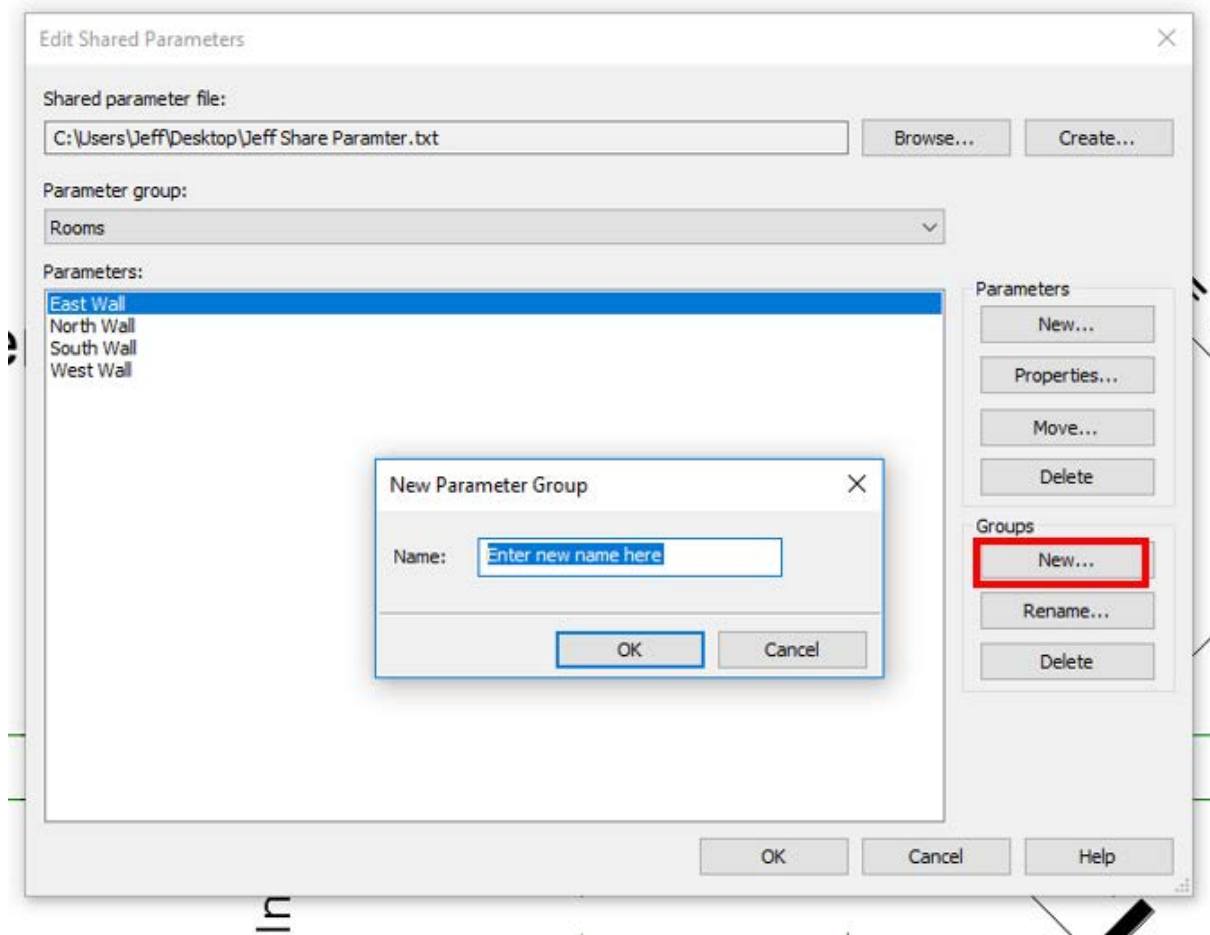 Edit Shared Parameters
Shared parameter file:
C:\Users\Jeff\Desktop\Jeff Share Paramter.txt
Browse...
Create...
Parameter group:
Rooms
Parameters:
East Wall
North Wall
South Wall
West Wall
Parameters
New...
Properties...
Move...
Delete
New Parameter Group
Name:
Enter new name here
OK
Cancel
Groups
New...
Rename...
Delete
OK
Cancel
Help